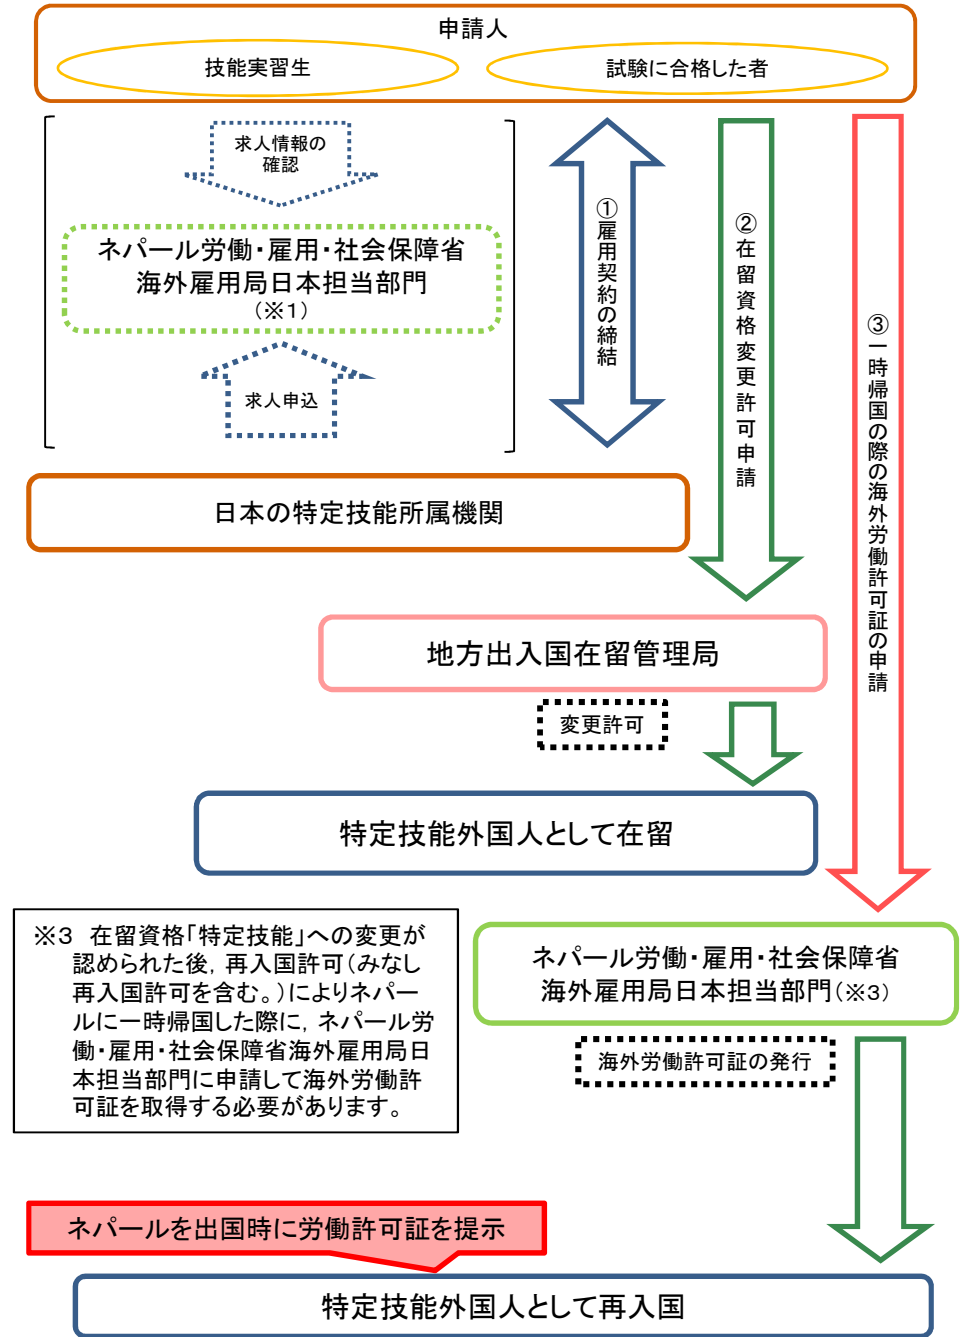 申請人
技能実習生
試験に合格した者
求人情報の
確認
ネパール労働・雇用・社会保障省
海外雇用局日本担当部門
(※1)
求人申込
①雇用契約の締結
②在留資格変更許可申請
③一時帰国の際の海外労働許可証の申請
日本の特定技能所属機関
地方出入国在留管理局
変更許可
特定技能外国人として在留
※3 在留資格「特定技能」への変更が
認められた後,再入国許可(みなし
再入国許可を含む。)によりネパー
ルに一時帰国した際に,ネパール労
働・雇用・社会保障省海外雇用局日
本担当部門に申請して海外労働許
可証を取得する必要があります。
ネパール労働・雇用・社会保障省
海外雇用局日本担当部門(※3)
海外労働許可証の発行
ネパールを出国時に労働許可証を提示
特定技能外国人として再入国